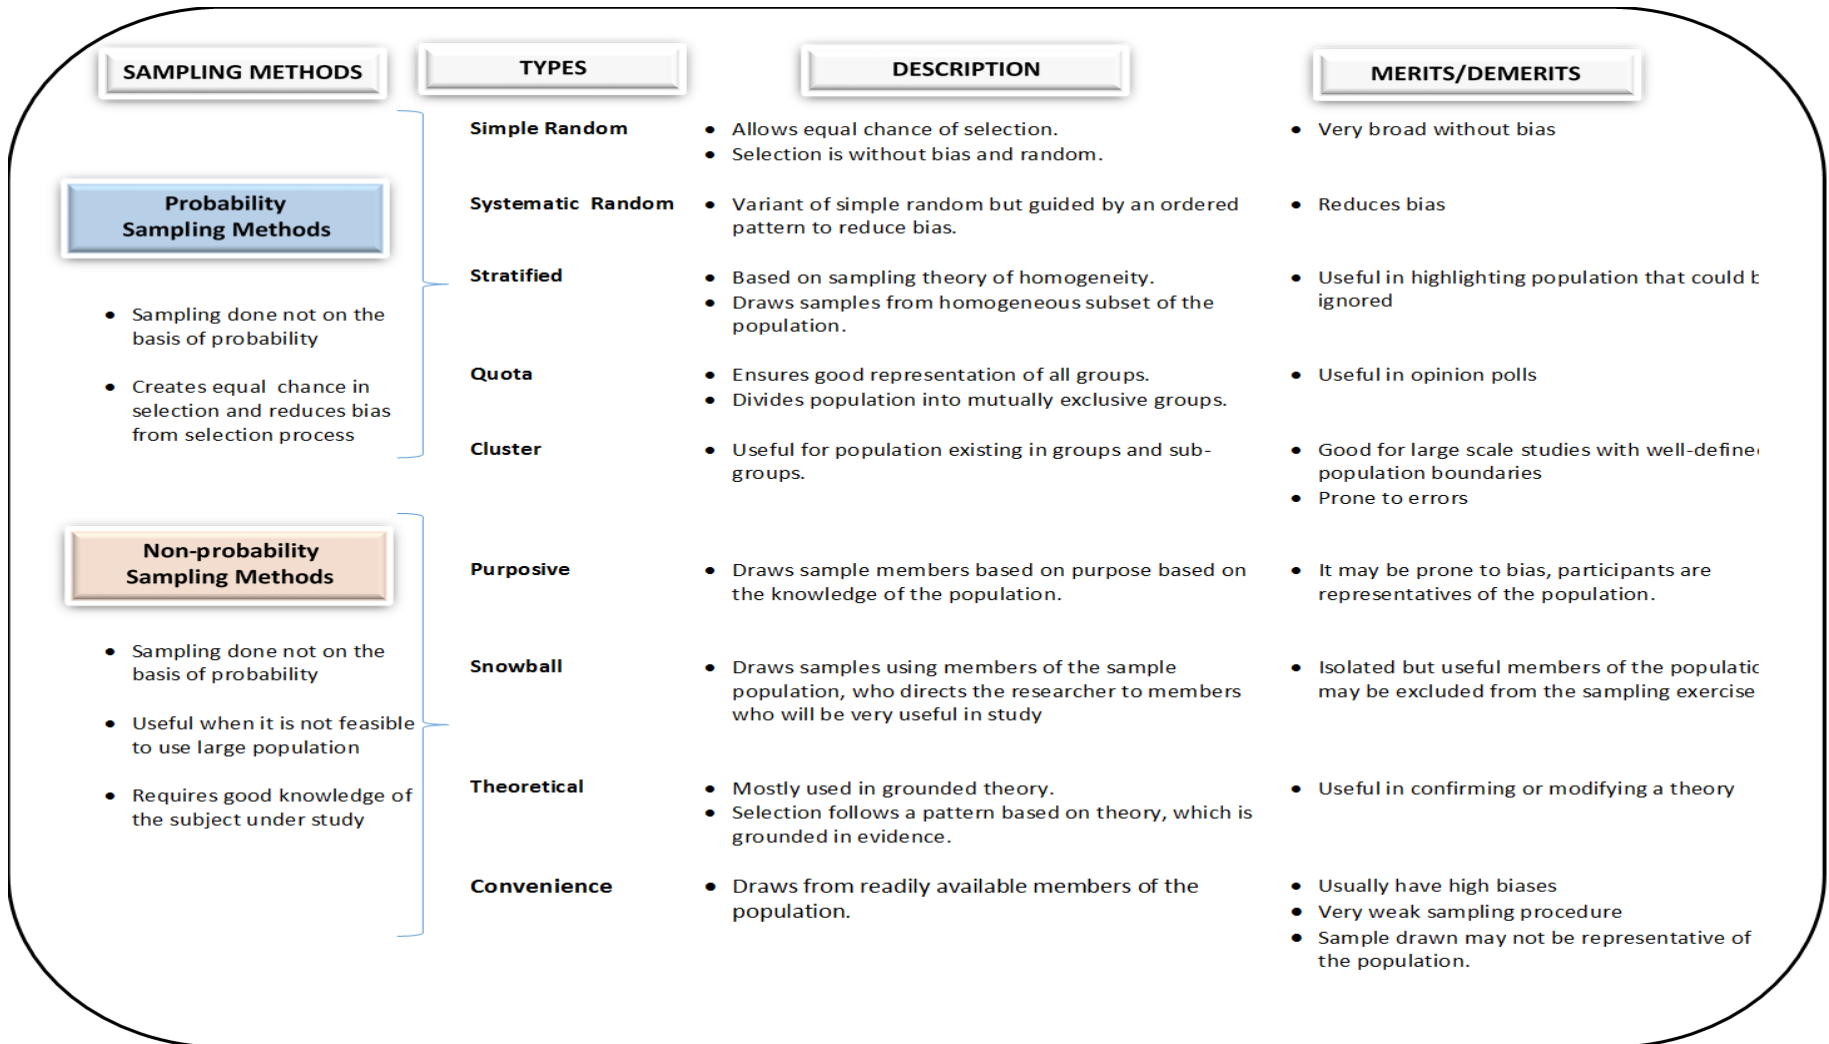 SAMPLING METHODS
TYPES
DESCRIPTION
MERITS/DEMERITS
Probability
Sampling Methods
• Sampling done not on the
basis of probability
• Creates equal chance in
selection and reduces bias
from selection process
Simple Random
• Allows equal chance of selection.
• Selection is without bias and random.
• Very broad without bias
Systematic Random
• Variant of simple random but guided by an ordered
pattern to reduce bias.
• Reduces bias
Stratified
• Based on sampling theory of homogeneity.
• Draws samples from homogeneous subset of the
population.
• Useful in highlighting population that could b
ignored
Quota
• Ensures good representation of all groups.
• Divides population into mutually exclusive groups.
• Useful in opinion polls
Cluster
• Useful for population existing in groups and sub-
groups.
• Good for large scale studies with well-define
population boundaries
• Prone to errors
Non-probability
Sampling Methods
• Sampling done not on the
basis of probability
• Useful when it is not feasible
to use large population
• Requires good knowledge of
the subject under study
Purposive
• Draws sample members based on purpose based on
the knowledge of the population.
• It may be prone to bias, participants are
representatives of the population.
Snowball
• Draws samples using members of the sample
population, who directs the researcher to members
who will be very useful in study
• Isolated but useful members of the populatio
may be excluded from the sampling exercise
Theoretical
• Mostly used in grounded theory.
• Selection follows a pattern based on theory, which is
grounded in evidence.
• Useful in confirming or modifying a theory
Convenience
• Draws from readily available members of the
population.
• Usually have high biases
• Very weak sampling procedure
• Sample drawn may not be representative of
the population.